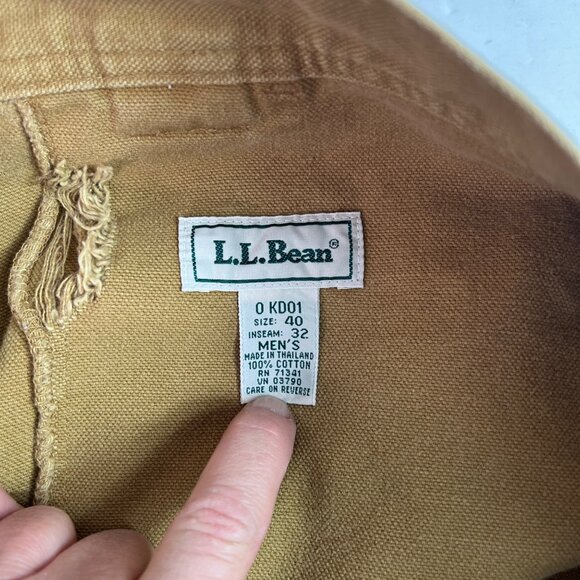 L.L.Bean®
0 KD01
SIZE: 40
INSEAM: 32
MEN'S
MADE IN THAILAND
100% COTTON
RN 71341
VN 03790
CARE ON REVERSE